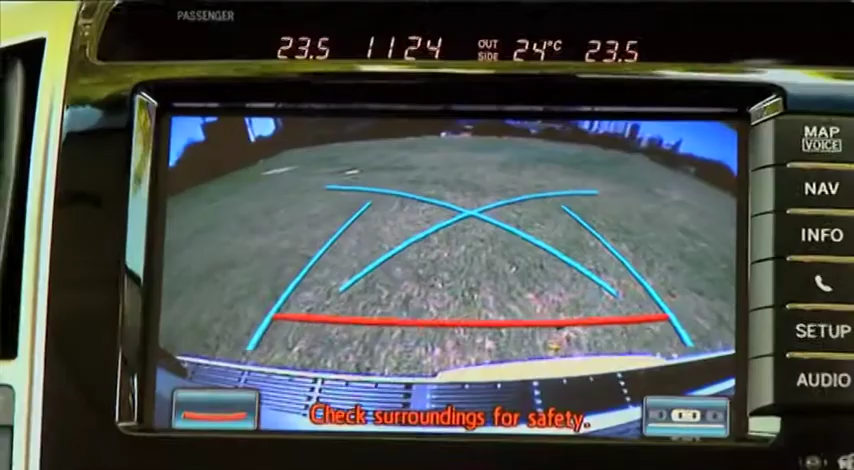 PASSENGER
23.5 11 24 OUT SIDE 24°C 23.5
MAP
VOICE
NAV
INFO
SETUP
AUDIO
Check surroundings for safety.